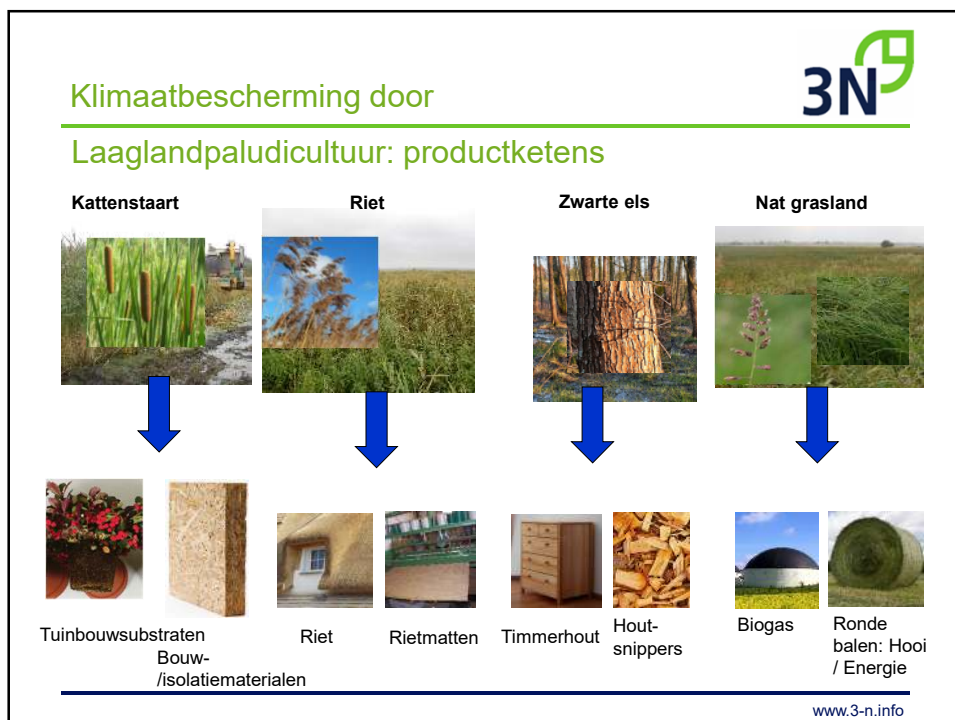 3N
Klimaatbescherming door
Laaglandpaludicultuur: productketens
Kattenstaart
Riet
Zwarte els
Nat grasland
Tuinbouwsubstraten
Bouw-
/isolatiematerialen
Riet
Rietmatten
Timmerhout
Hout-
snippers
Biogas
Ronde
balen: Hooi
/ Energie
www.3-n.info